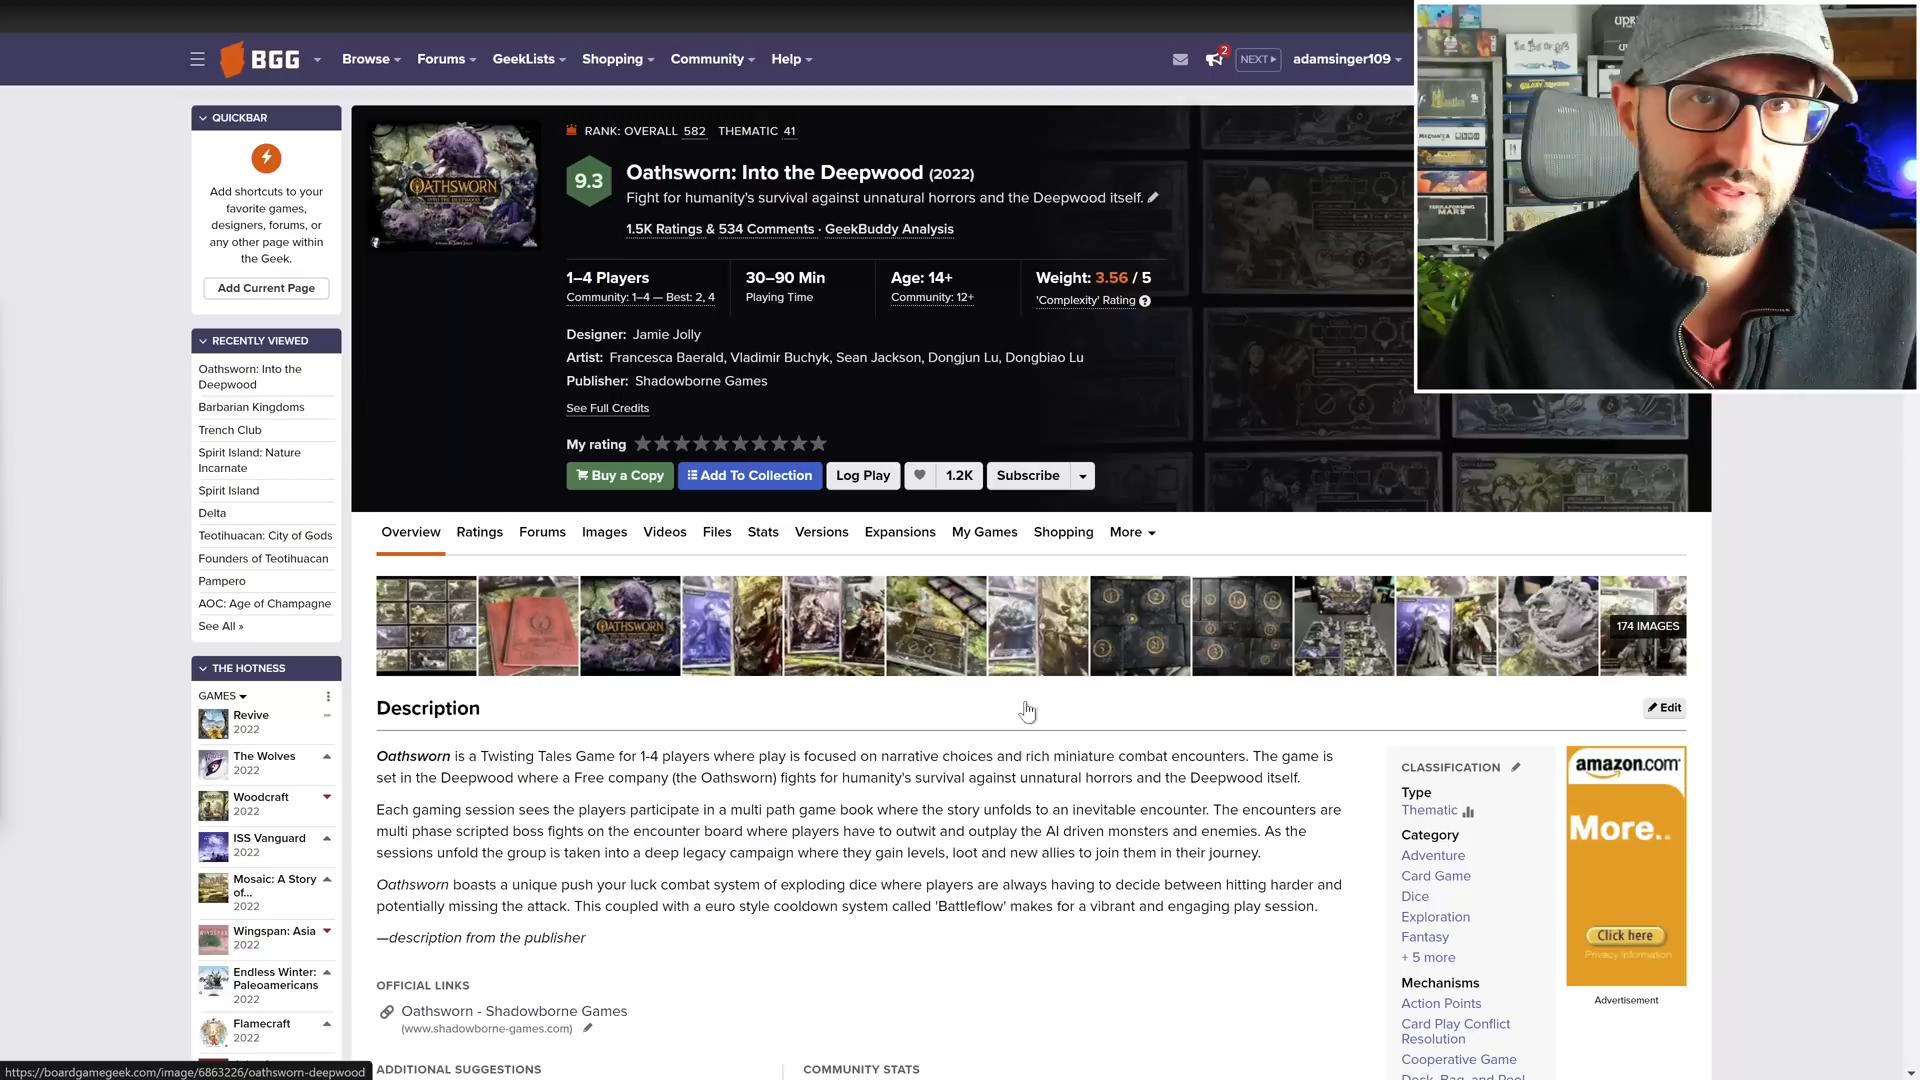 BGG
Browse
Forums
GeekLists
Shopping
Community
Help
2
NEXT
adamsinger109
QUICKBAR
Add shortcuts to your
favorite games,
designers, forums, or
any other page within
the Geek.
Add Current Page
RECENTLY VIEWED
Oathsworn: Into the
Deepwood
Barbarian Kingdoms
Trench Club
Spirit Island: Nature
Incarnate
Spirit Island
Delta
Teotihuacan: City of Gods
Founders of Teotihuacan
Pampero
AOC: Age of Champagne
See All »
THE HOTNESS
GAMES
Revive
2022
The Wolves
2022
Woodcraft
2022
ISS Vanguard
2022
Mosaic: A Story
of...
2022
Wingspan: Asia
2022
Endless Winter:
Paleoamericans
2022
Flamecraft
2022
https://boardgamegeek.com/image/6863226/oathsworn-deepwood
OATHSWORN
RANK: OVERALL 582 THEMATIC 41
9.3
Oathsworn: Into the Deepwood (2022)
Fight for humanity's survival against unnatural horrors and the Deepwood itself.
1.5K Ratings & 534 Comments · GeekBuddy Analysis
1–4 Players
Community: 1–4 — Best: 2, 4
30–90 Min
Playing Time
Age: 14+
Community: 12+
Weight: 3.56 / 5
'Complexity' Rating
Designer: Jamie Jolly
Artist: Francesca Baerald, Vladimir Buchyk, Sean Jackson, Dongjun Lu, Dongbiao Lu
Publisher: Shadowborne Games
See Full Credits
My rating
Buy a Copy
Add To Collection
Log Play
1.2K
Subscribe
TERRAFORMING
MARS
Overview
Ratings
Forums
Images
Videos
Files
Stats
Versions
Expansions
My Games
Shopping
More
OATHSWORN
174 IMAGES
Description
Edit
Oathsworn is a Twisting Tales Game for 1-4 players where play is focused on narrative choices and rich miniature combat encounters. The game is
set in the Deepwood where a Free company (the Oathsworn) fights for humanity's survival against unnatural horrors and the Deepwood itself.
Each gaming session sees the players participate in a multi path game book where the story unfolds to an inevitable encounter. The encounters are
multi phase scripted boss fights on the encounter board where players have to outwit and outplay the AI driven monsters and enemies. As the
sessions unfold the group is taken into a deep legacy campaign where they gain levels, loot and new allies to join them in their journey.
Oathsworn boasts a unique push your luck combat system of exploding dice where players are always having to decide between hitting harder and
potentially missing the attack. This coupled with a euro style cooldown system called 'Battleflow' makes for a vibrant and engaging play session.
—description from the publisher
OFFICIAL LINKS
Oathsworn - Shadowborne Games
(www.shadowborne-games.com)
ADDITIONAL SUGGESTIONS
COMMUNITY STATS
CLASSIFICATION
Type
Thematic
Category
Adventure
Card Game
Dice
Exploration
Fantasy
+ 5 more
Mechanisms
Action Points
Card Play Conflict
Resolution
Cooperative Game
Deck, Bag, and Pool
amazon.com
More..
Click here
Privacy Information
Advertisement